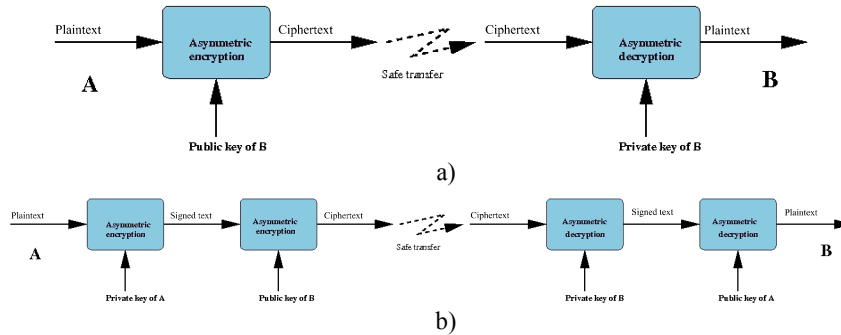 Plaintext
Asymmetric
encryption
Ciphertext
Safe transfer
Ciphertext
Asymmetric
decryption
Plaintext
A
B
Public key of B
Private key of B
a)
Plaintext
Asymmetric
encryption
Signed text
Asymmetric
encryption
Ciphertext
Safe transfer
Ciphertext
Asymmetric
decryption
Signed text
Asymmetric
decryption
Plaintext
A
B
Private key of A
Public key of B
Private key of B
Public key of A
b)